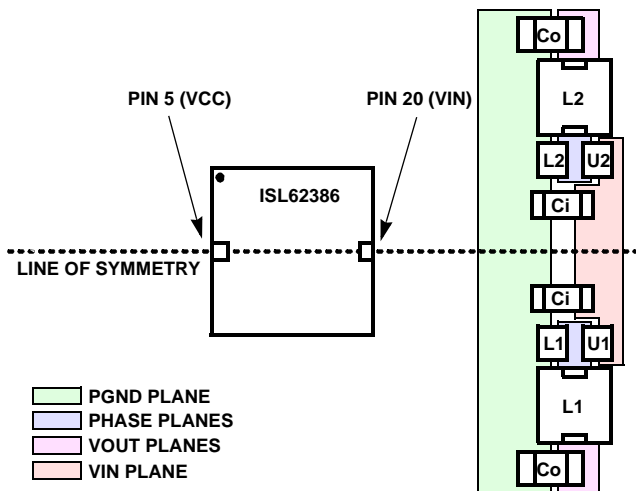 Co
L2
PIN 5 (VCC)
PIN 20 (VIN)
L2
U2
ISL62386
Ci
LINE OF SYMMETRY
Ci
L1
U1
L1
PGND PLANE
PHASE PLANES
VOUT PLANES
VIN PLANE
Co